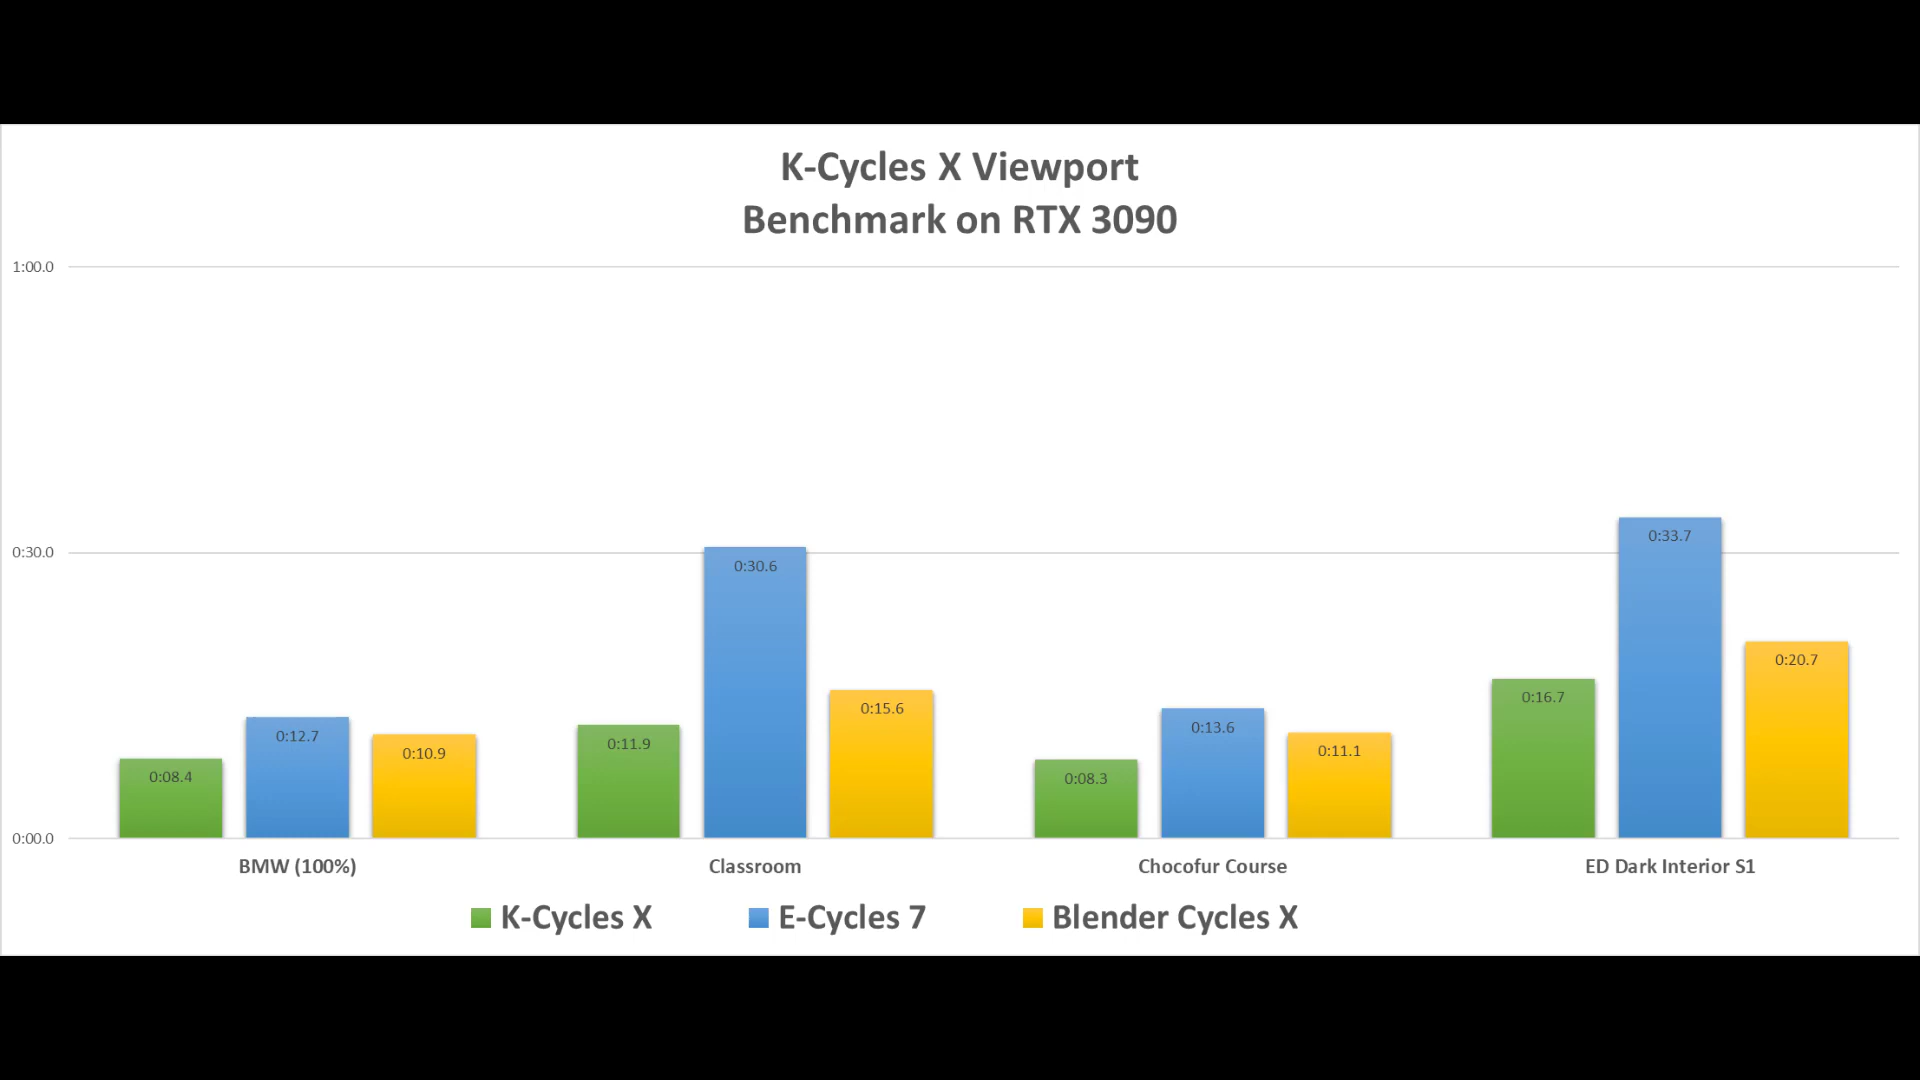 K-Cycles X Viewport
Benchmark on RTX 3090
1:00.0
0:30.0
0:00.0
0:08.4
0:12.7
0:10.9
0:11.9
0:30.6
0:15.6
0:08.3
0:13.6
0:11.1
0:16.7
0:33.7
0:20.7
BMW (100%)
Classroom
Chocofur Course
ED Dark Interior S1
K-Cycles X
E-Cycles 7
Blender Cycles X